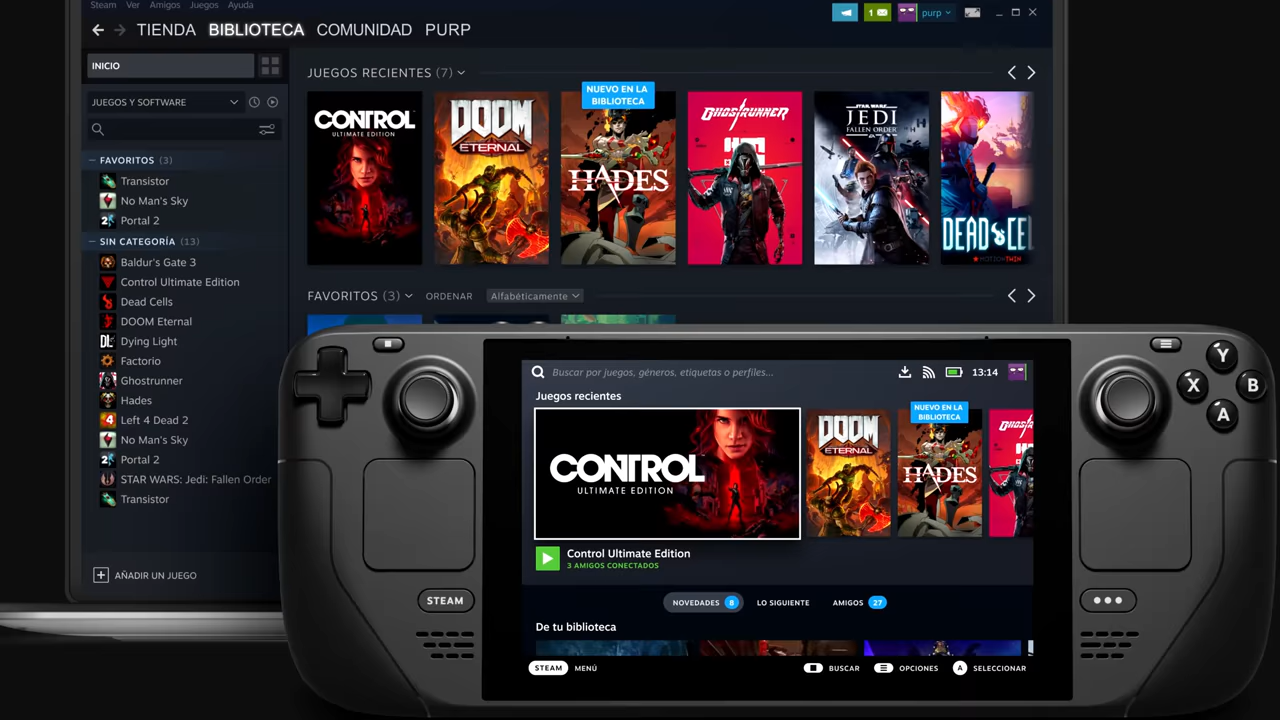 Steam Ver Amigos Juegos Ayuda
1
purp
TIENDA BIBLIOTECA COMUNIDAD PURP
INICIO
JUEGOS Y SOFTWARE
FAVORITOS (3)
Transistor
No Man's Sky
Portal 2
SIN CATEGORÍA (13)
Baldur's Gate 3
Control Ultimate Edition
Dead Cells
DOOM Eternal
Dying Light
Factorio
Ghostrunner
Hades
Left 4 Dead 2
No Man's Sky
Portal 2
STAR WARS: Jedi: Fallen Order
Transistor
AÑADIR UN JUEGO
JUEGOS RECIENTES (7)
CONTROL
ULTIMATE EDITION
DOOM
ETERNAL
NUEVO EN LA
BIBLIOTECA
HADES
GHOSTRUNNER
STAR WARS
JEDI
FALLEN ORDER
DEAD CEL
MOTIONTWIN
FAVORITOS (3) ORDENAR Alfabéticamente
Buscar por juegos, géneros, etiquetas o perfiles...
13:14
Juegos recientes
CONTROL
ULTIMATE EDITION
DOOM
ETERNAL
NUEVO EN LA
BIBLIOTECA
HADES
Control Ultimate Edition
3 AMIGOS CONECTADOS
NOVEDADES 8 LO SIGUIENTE AMIGOS 27
De tu biblioteca
STEAM MENÚ
BUSCAR OPCIONES A SELECCIONAR
STEAM
Y
X B
A